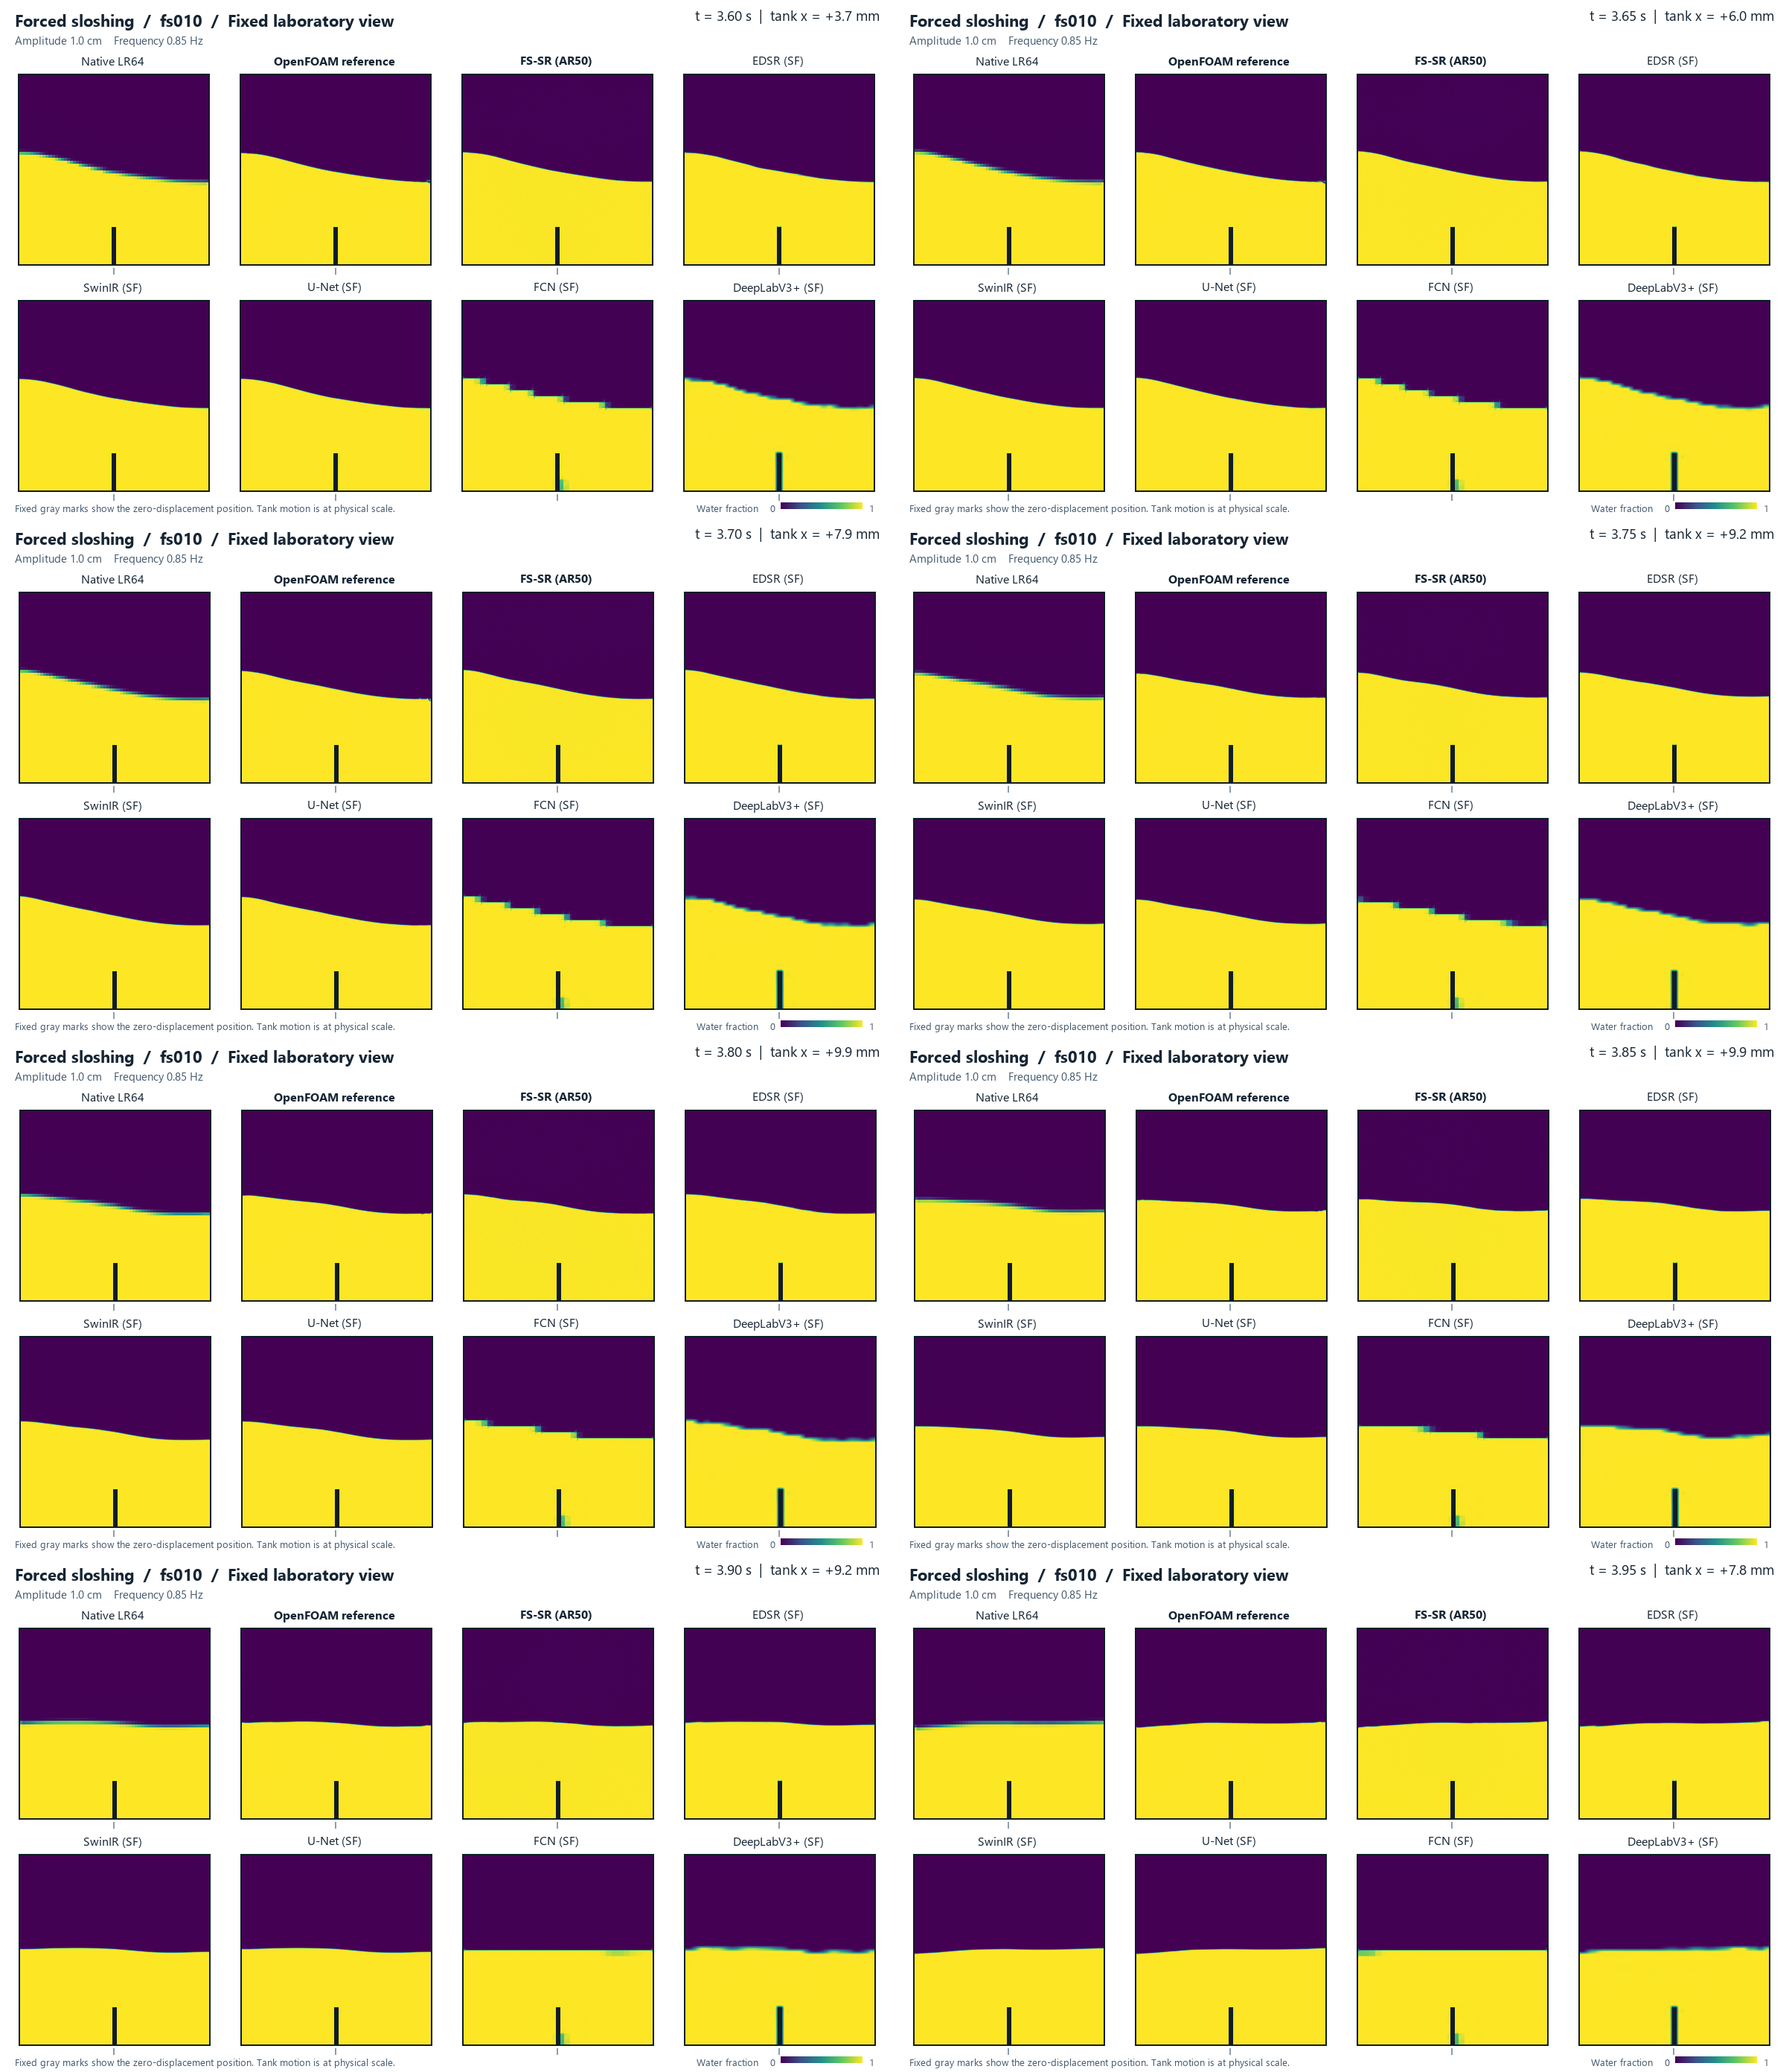 Forced sloshing / fs010 / Fixed laboratory view
t = 3.60 s | tank x = +3.7 mm
Amplitude 1.0 cm Frequency 0.85 Hz
Native LR64
OpenFOAM reference
FS-SR (AR50)
EDSR (SF)
SwinIR (SF)
U-Net (SF)
FCN (SF)
DeepLabV3+ (SF)
Fixed gray marks show the zero-displacement position. Tank motion is at physical scale.
Water fraction 0 1
Forced sloshing / fs010 / Fixed laboratory view
t = 3.65 s | tank x = +6.0 mm
Amplitude 1.0 cm Frequency 0.85 Hz
Native LR64
OpenFOAM reference
FS-SR (AR50)
EDSR (SF)
SwinIR (SF)
U-Net (SF)
FCN (SF)
DeepLabV3+ (SF)
Fixed gray marks show the zero-displacement position. Tank motion is at physical scale.
Water fraction 0 1
Forced sloshing / fs010 / Fixed laboratory view
t = 3.70 s | tank x = +7.9 mm
Amplitude 1.0 cm Frequency 0.85 Hz
Native LR64
OpenFOAM reference
FS-SR (AR50)
EDSR (SF)
SwinIR (SF)
U-Net (SF)
FCN (SF)
DeepLabV3+ (SF)
Fixed gray marks show the zero-displacement position. Tank motion is at physical scale.
Water fraction 0 1
Forced sloshing / fs010 / Fixed laboratory view
t = 3.75 s | tank x = +9.2 mm
Amplitude 1.0 cm Frequency 0.85 Hz
Native LR64
OpenFOAM reference
FS-SR (AR50)
EDSR (SF)
SwinIR (SF)
U-Net (SF)
FCN (SF)
DeepLabV3+ (SF)
Fixed gray marks show the zero-displacement position. Tank motion is at physical scale.
Water fraction 0 1
Forced sloshing / fs010 / Fixed laboratory view
t = 3.80 s | tank x = +9.9 mm
Amplitude 1.0 cm Frequency 0.85 Hz
Native LR64
OpenFOAM reference
FS-SR (AR50)
EDSR (SF)
SwinIR (SF)
U-Net (SF)
FCN (SF)
DeepLabV3+ (SF)
Fixed gray marks show the zero-displacement position. Tank motion is at physical scale.
Water fraction 0 1
Forced sloshing / fs010 / Fixed laboratory view
t = 3.85 s | tank x = +9.9 mm
Amplitude 1.0 cm Frequency 0.85 Hz
Native LR64
OpenFOAM reference
FS-SR (AR50)
EDSR (SF)
SwinIR (SF)
U-Net (SF)
FCN (SF)
DeepLabV3+ (SF)
Fixed gray marks show the zero-displacement position. Tank motion is at physical scale.
Water fraction 0 1
Forced sloshing / fs010 / Fixed laboratory view
t = 3.90 s | tank x = +9.2 mm
Amplitude 1.0 cm Frequency 0.85 Hz
Native LR64
OpenFOAM reference
FS-SR (AR50)
EDSR (SF)
SwinIR (SF)
U-Net (SF)
FCN (SF)
DeepLabV3+ (SF)
Fixed gray marks show the zero-displacement position. Tank motion is at physical scale.
Water fraction 0 1
Forced sloshing / fs010 / Fixed laboratory view
t = 3.95 s | tank x = +7.8 mm
Amplitude 1.0 cm Frequency 0.85 Hz
Native LR64
OpenFOAM reference
FS-SR (AR50)
EDSR (SF)
SwinIR (SF)
U-Net (SF)
FCN (SF)
DeepLabV3+ (SF)
Fixed gray marks show the zero-displacement position. Tank motion is at physical scale.
Water fraction 0 1